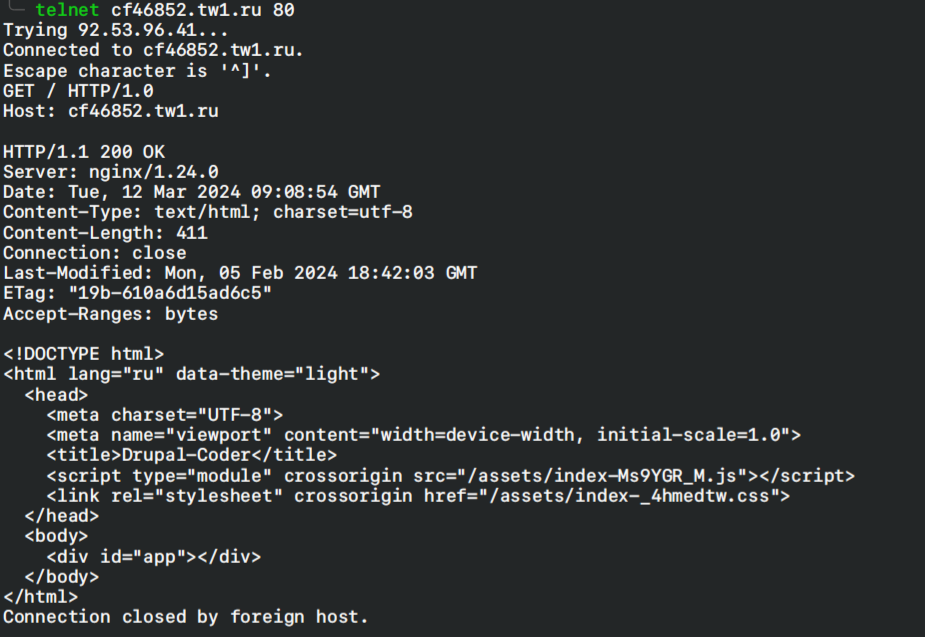 telnet cf46852.tw1.ru 80
Trying 92.53.96.41...
Connected to cf46852.tw1.ru.
Escape character is '^]'.
GET / HTTP/1.0
Host: cf46852.tw1.ru

HTTP/1.1 200 OK
Server: nginx/1.24.0
Date: Tue, 12 Mar 2024 09:08:54 GMT
Content-Type: text/html; charset=utf-8
Content-Length: 411
Connection: close
Last-Modified: Mon, 05 Feb 2024 18:42:03 GMT
ETag: "19b-610a6d15ad6c5"
Accept-Ranges: bytes

<!DOCTYPE html>
<html lang="ru" data-theme="light">
  <head>
    <meta charset="UTF-8">
    <meta name="viewport" content="width=device-width, initial-scale=1.0">
    <title>Drupal-Coder</title>
    <script type="module" crossorigin src="/assets/index-Ms9YGR_M.js"></script>
    <link rel="stylesheet" crossorigin href="/assets/index-_4hmedtw.css">
  </head>
  <body>
    <div id="app"></div>
  </body>
</html>
Connection closed by foreign host.